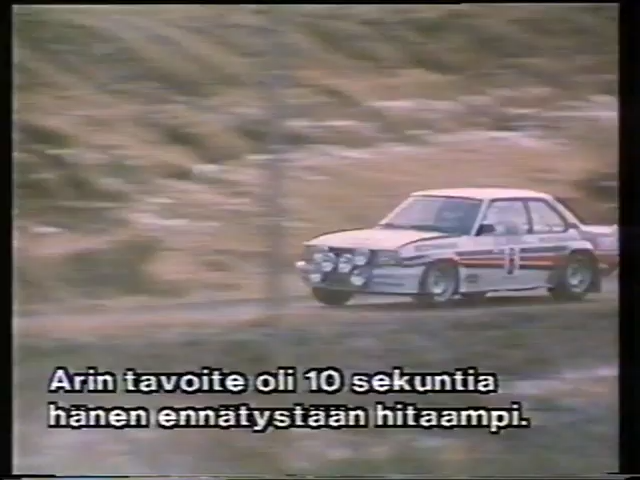 Arin tavoite oli 10 sekuntia
hänen ennätystään hitaampi.